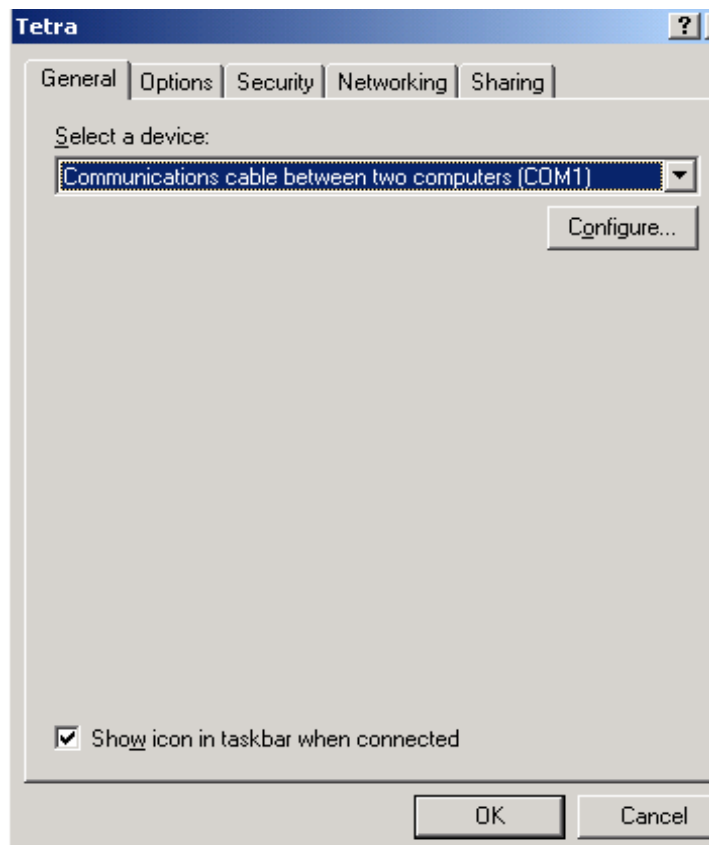 Tetra
?
General Options Security Networking Sharing
Select a device:
Communications cable between two computers (COM1)
Configure...
Show icon in taskbar when connected
OK Cancel